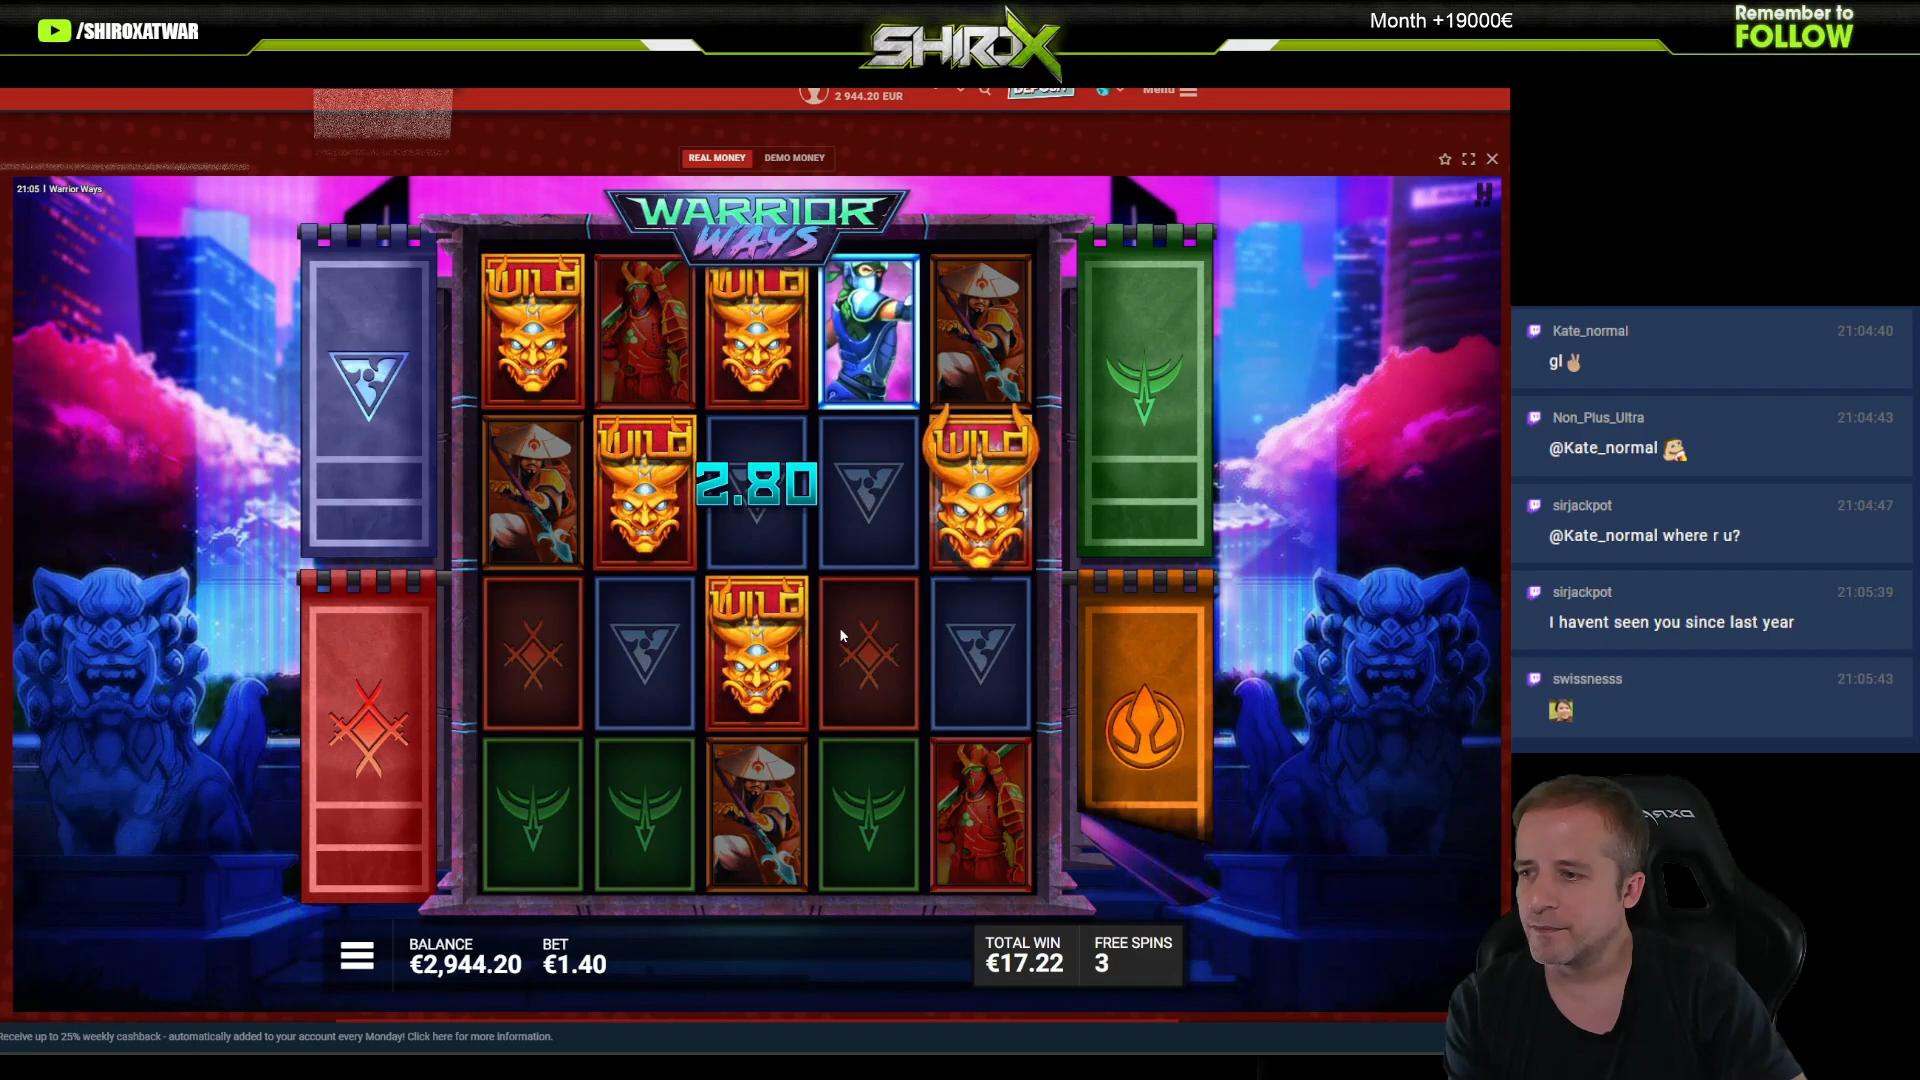 /SHIROXATWAR
SHIROX
Month +19000€
Remember to
FOLLOW
2 944.20 EUR
DEPOSIT
Menu
REAL MONEY
DEMO MONEY
21:05 | Warrior Ways
WARRIOR
WAYS
WILD
WILD
WILD
WILD
2.80
WILD
Kate_normal
21:04:40
gl✌🏼
Non_Plus_Ultra
21:04:43
@Kate_normal
sirjackpot
21:04:47
@Kate_normal where r u?
sirjackpot
21:05:39
I havent seen you since last year
swissnesss
21:05:43
BALANCE
€2,944.20
BET
€1.40
TOTAL WIN
€17.22
FREE SPINS
3
Receive up to 25% weekly cashback - automatically added to your account every Monday! Click here for more information.